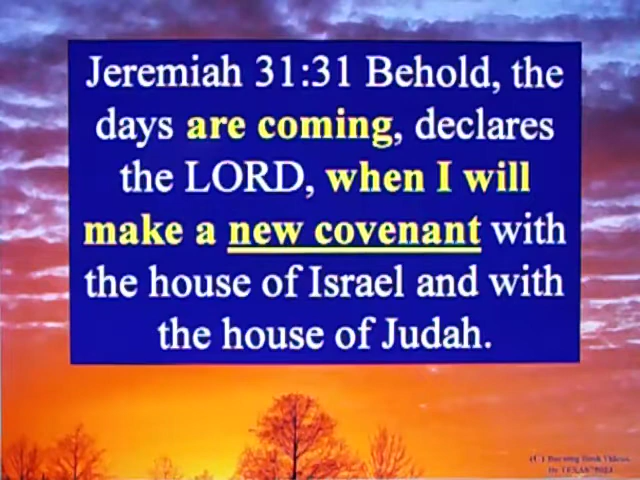 Jeremiah 31:31 Behold, the
days are coming, declares
the LORD, when I will
make a new covenant with
the house of Israel and with
the house of Judah.